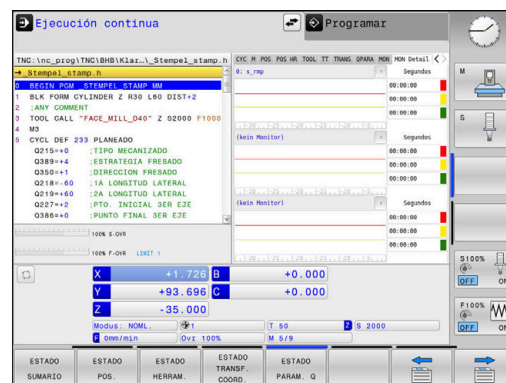 Ejecución continua
Programar
TNC:\nc_prog\TNC\BHB\Klar…\_Stempel_stamp.h
→_Stempel_stamp.h
0 BEGIN PGM _STEMPEL_STAMP MM
1 BLK FORM CYLINDER Z R30 L60 DIST+2
2 ;ANY COMMENT
3 TOOL CALL "FACE_MILL_D40" Z S2000 F1000
4 M3
5 CYCL DEF 233 PLANEADO
Q215=+0 ;TIPO MECANIZADO
Q389=+4 ;ESTRATEGIA FRESADO
Q350=+1 ;DIRECCION FRESADO
Q218=-60 ;1A LONGITUD LATERAL
Q219=+60 ;2A LONGITUD LATERAL
Q227=+2 ;PTO. INICIAL 3ER EJE
Q386=+0 ;PUNTO FINAL 3ER EJE
CYC M POS POS HR TOOL TT TRANS QPARA MON MON Detail
0: s_rmp
Segundos
00:00:00
00:00:00
00:00:00
(kein Monitor)
Segundos
00:00:00
00:00:00
00:00:00
(kein Monitor)
Segundos
00:00:00
00:00:00
00:00:00
100% E-OVR
100% F-OVR LIMIT 1
X +1.726 B +0.000
Y +93.696 C +0.000
Z -35.000
Modus: NOML. 1 T 50 Z S 2000
F 0mm/min Ovr 100% M 5/9
ESTADO SUMARIO
ESTADO POS.
ESTADO HERRAM.
ESTADO TRANSF. COORD.
ESTADO PARAM. Q
M
S
S100%
OFF ON
F100%
OFF ON